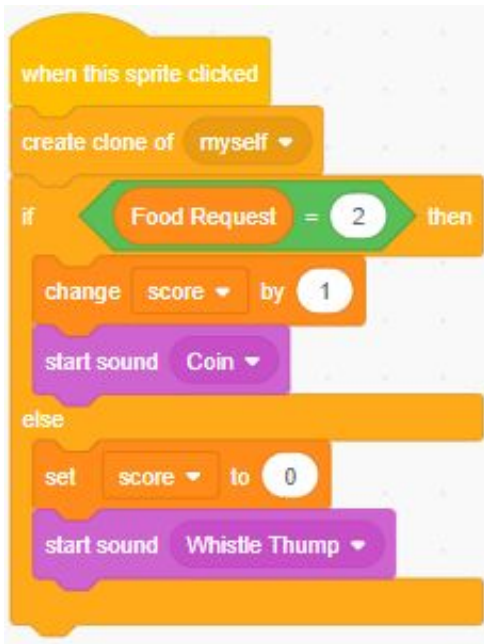 when this sprite clicked
create clone of myself
if Food Request = 2 then
change score by 1
start sound Coin
else
set score to 0
start sound Whistle Thump